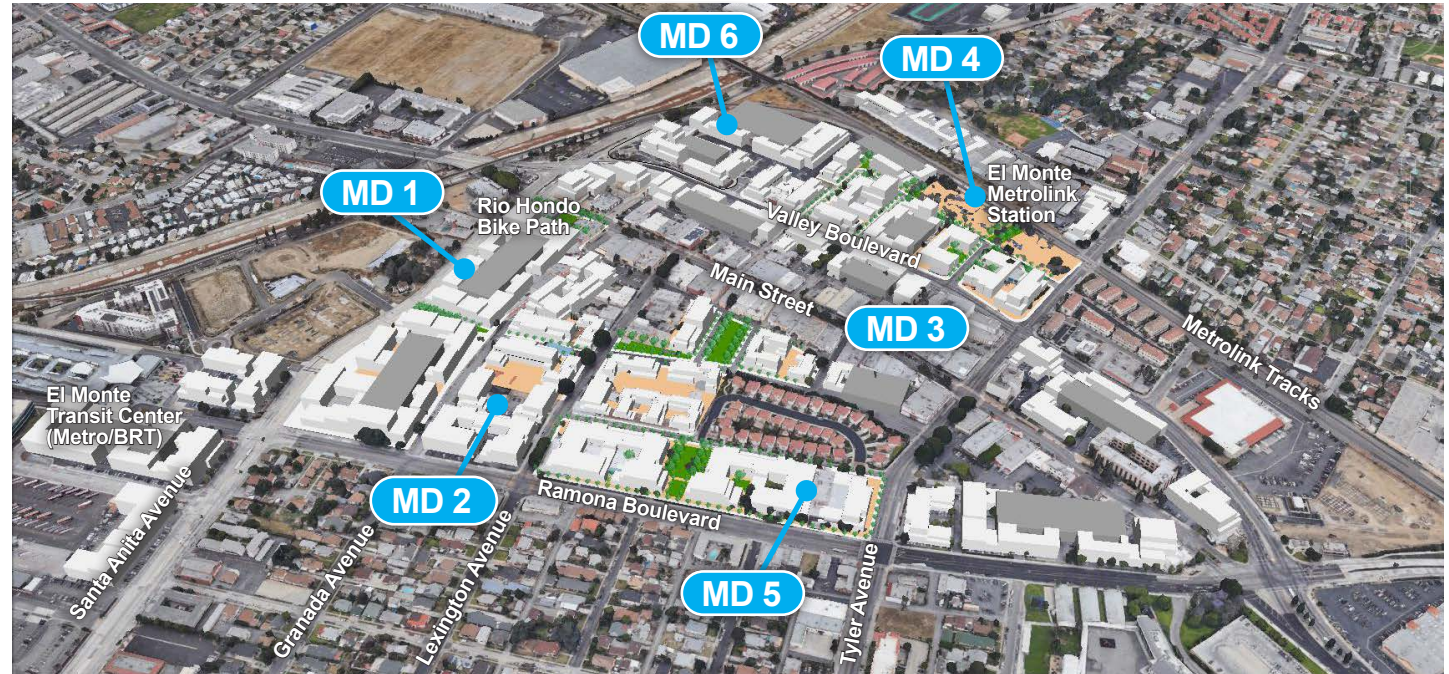 MD 6
MD 4
El Monte
Metrolink
Station
MD 1
Rio Hondo
Bike Path
Valley Boulevard
Main Street
MD 3
Metrolink Tracks
El Monte
Transit Center
(Metro/BRT)
MD 2
Ramona Boulevard
MD 5
Santa Anita Avenue
Granada Avenue
Lexington Avenue
Tyler Avenue